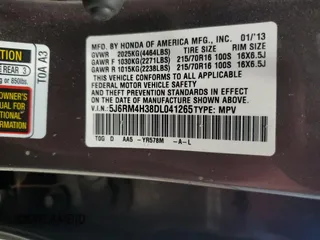 MFD. BY HONDA OF AMERICA MFG., INC. 01/'13
GVWR 2025KG(4464LBS) TIRE SIZE RIM SIZE
GAWR F 1030KG(2271LBS) 215/70R16 100S 16X6.5J
GAWR R 1015KG(2238LBS) 215/70R16 100S 16X6.5J
THIS VEHICLE CONFORMS TO ALL APPLICABLE
FEDERAL MOTOR VEHICLE SAFETY AND
THEFT PREVENTION STANDARDS IN EFFECT ON
THE DATE OF MANUFACTURE SHOWN ABOVE.
V.I.N: 5J6RM4H38DL041265 TYPE: MPV
T0G D AA5 -YR578M -A-L
REAR 3
T0A A3